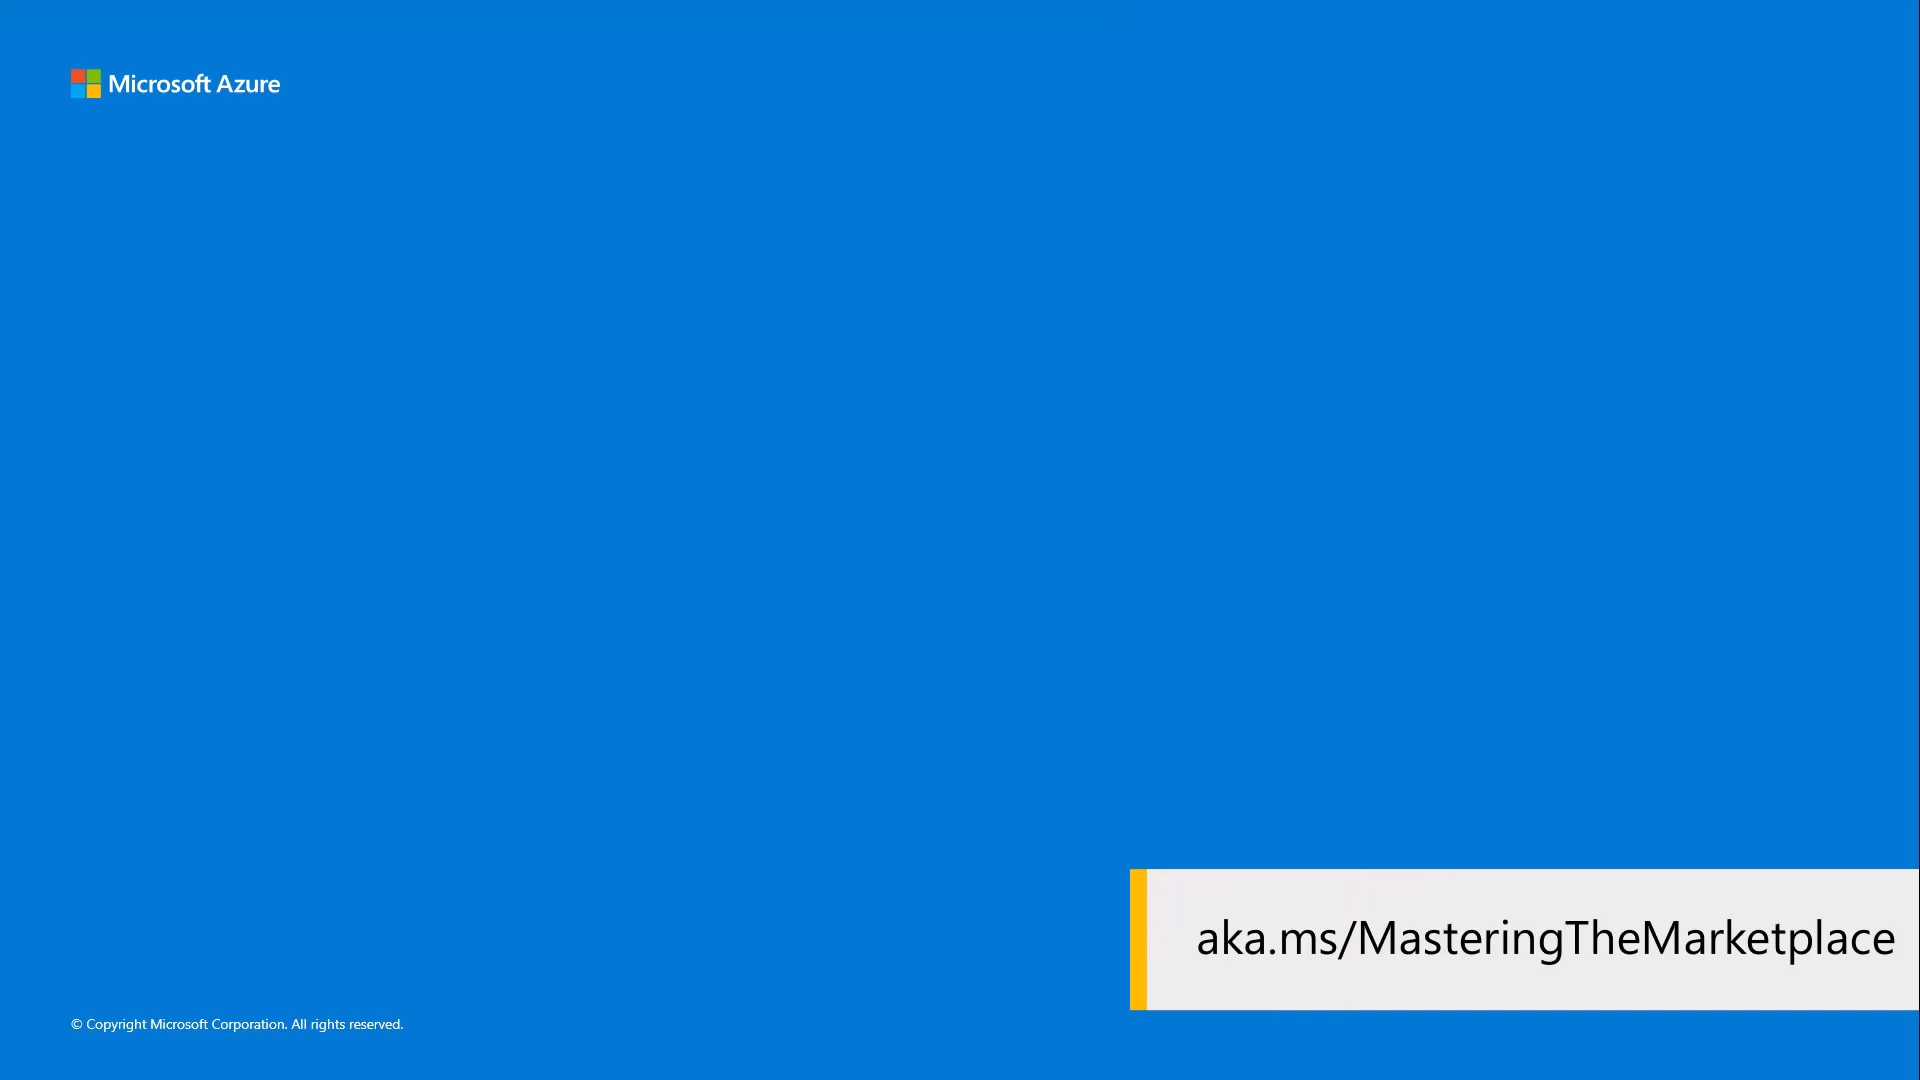 Microsoft Azure
aka.ms/MasteringTheMarketplace
© Copyright Microsoft Corporation. All rights reserved.